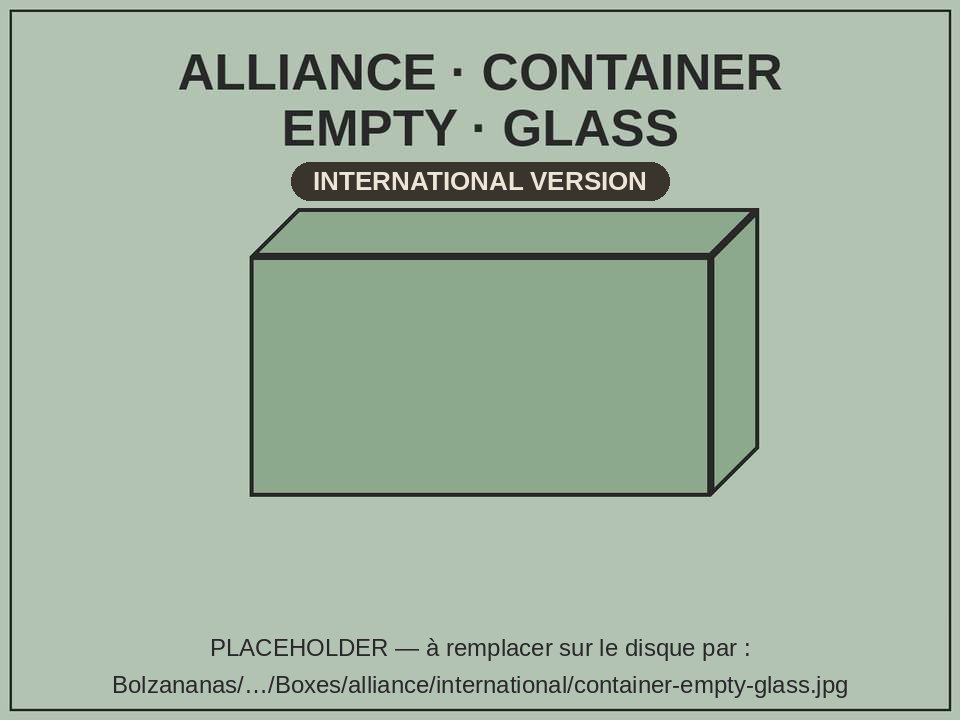 ALLIANCE · CONTAINER
EMPTY · GLASS
INTERNATIONAL VERSION
PLACEHOLDER — à remplacer sur le disque par :
Bolzananas/…/Boxes/alliance/international/container-empty-glass.jpg